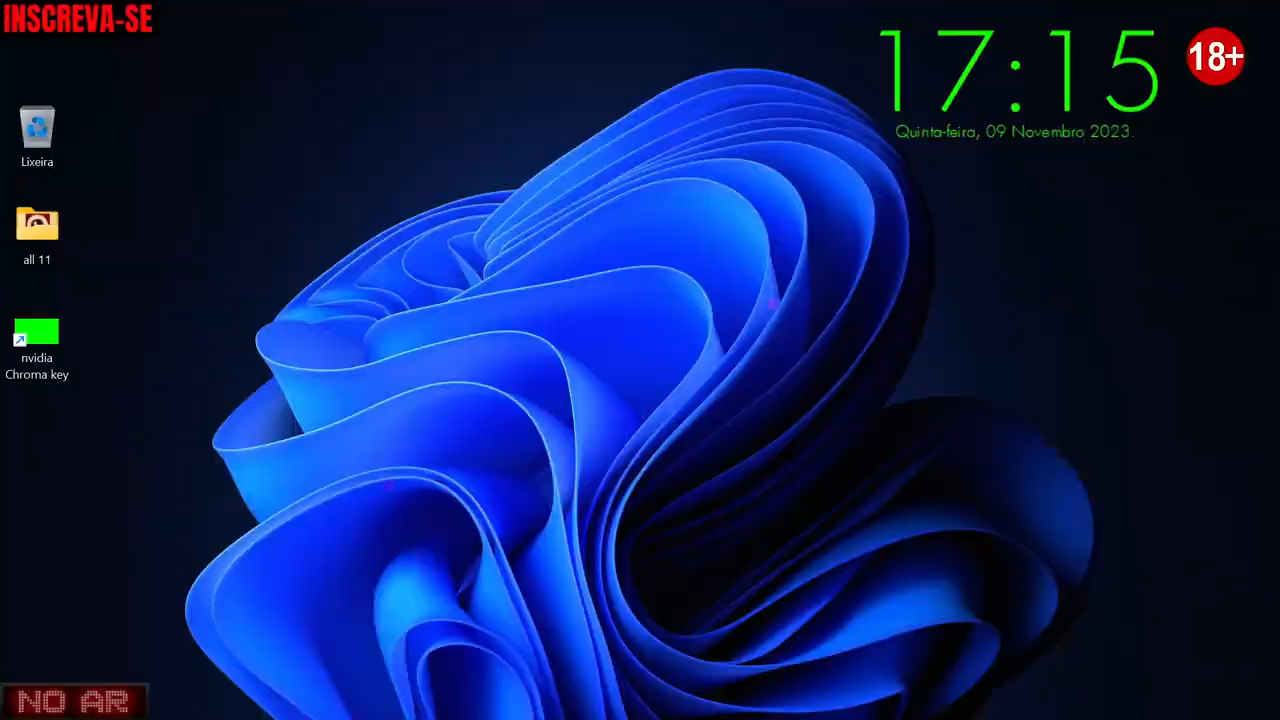 INSCREVA-SE
17:15
18+
Quinta-feira, 09 Novembro 2023.
Lixeira
all 11
nvidia
Chroma key
NO AR